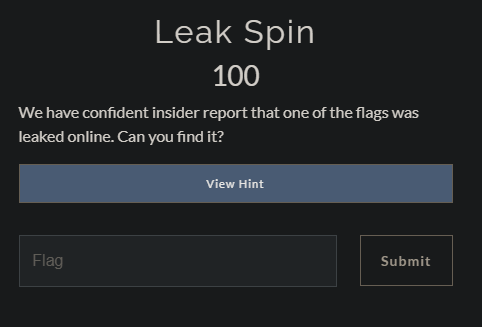 Leak Spin
100
We have confident insider report that one of the flags was
leaked online. Can you find it?
View Hint
Flag
Submit